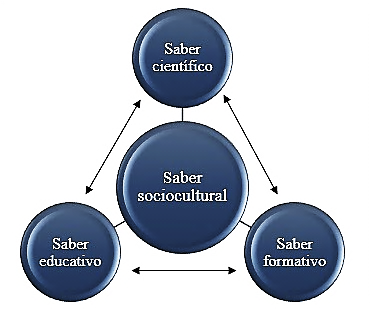 Saber
científico
Saber
sociocultural
Saber
educativo
Saber
formativo